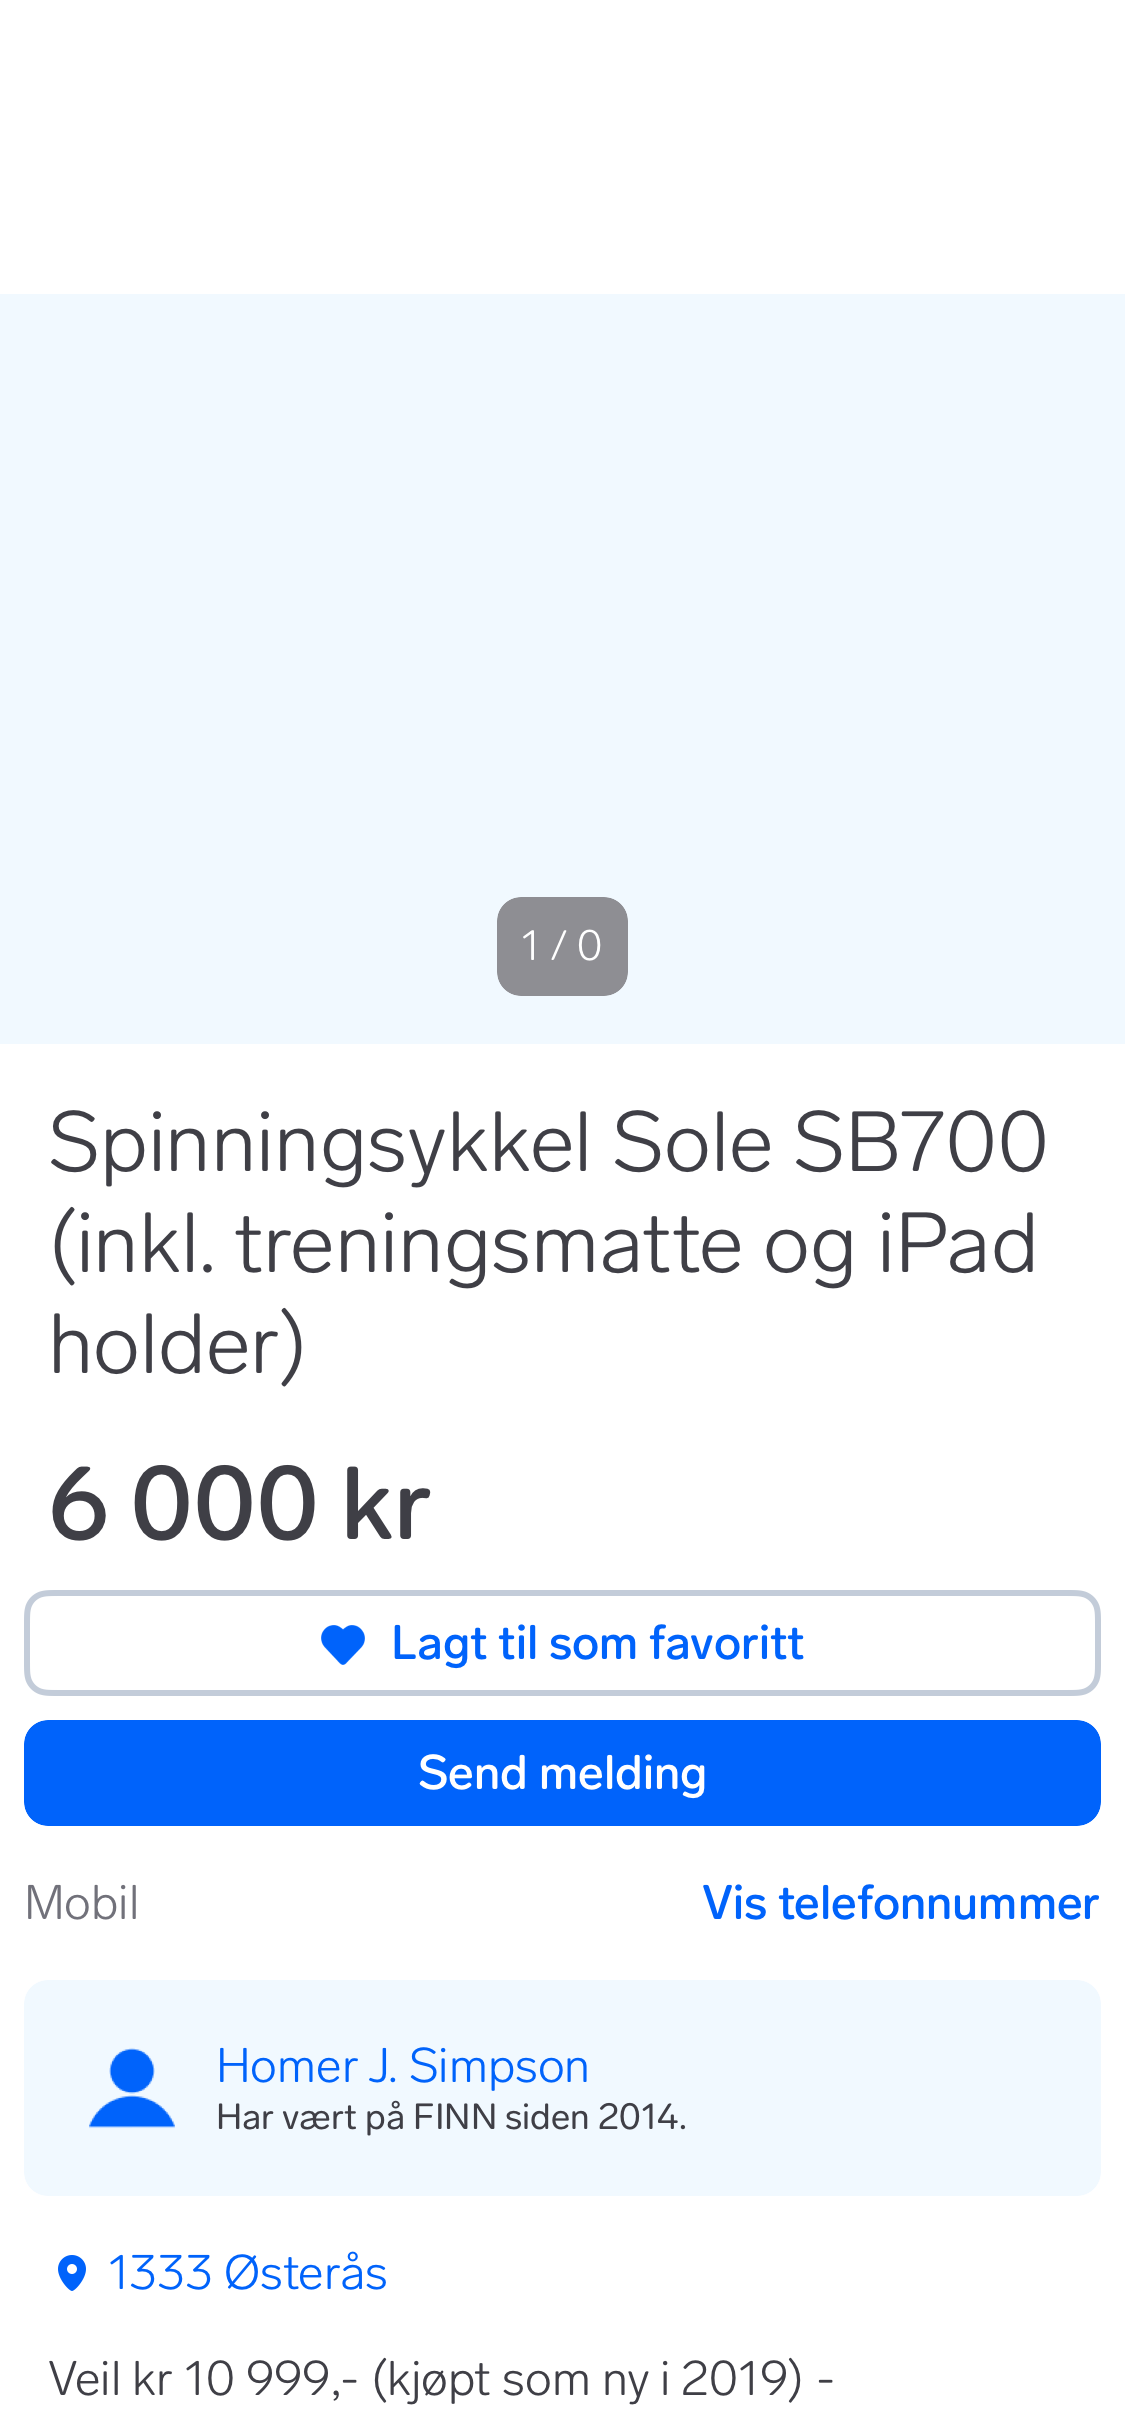 1 / 0
Spinningsykkel Sole SB700
(inkl. treningsmatte og iPad
holder)
6 000 kr
Lagt til som favoritt
Send melding
Mobil
Vis telefonnummer
Homer J. Simpson
Har vært på FINN siden 2014.
1333 Østerås
Veil kr 10 999,- (kjøpt som ny i 2019) -